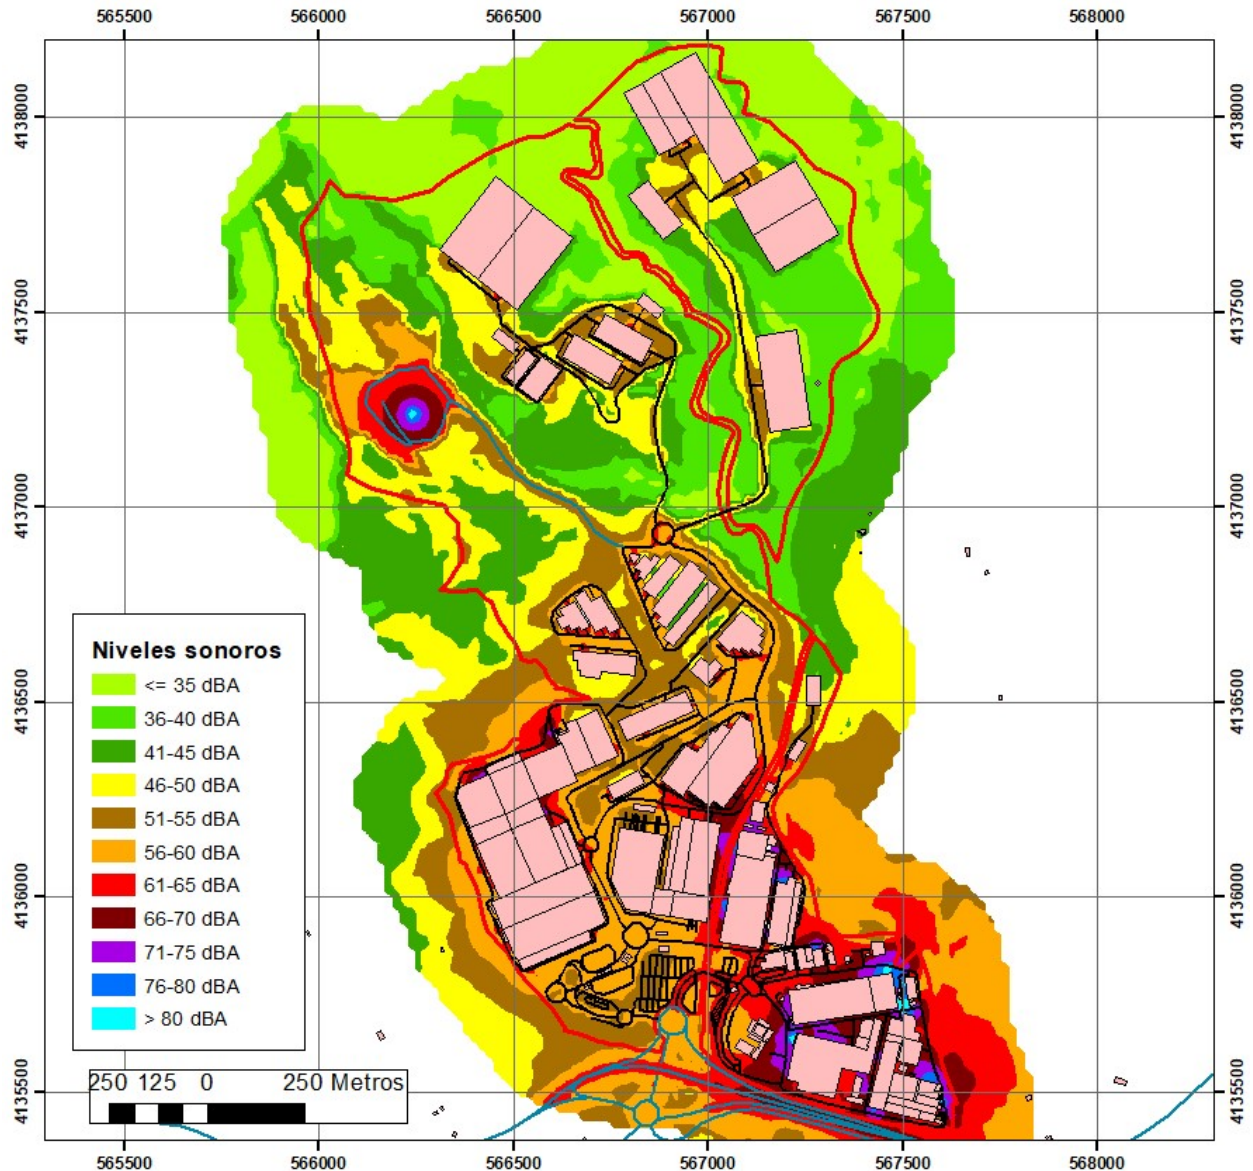 565500 566000 566500 567000 567500 568000
4138000 4138000
4137500 4137500
4137000 4137000
4136500 4136500
4136000 4136000
4135500 4135500
Niveles sonoros
<= 35 dBA
36-40 dBA
41-45 dBA
46-50 dBA
51-55 dBA
56-60 dBA
61-65 dBA
66-70 dBA
71-75 dBA
76-80 dBA
> 80 dBA
250 125 0 250 Metros
565500 566000 566500 567000 567500 568000